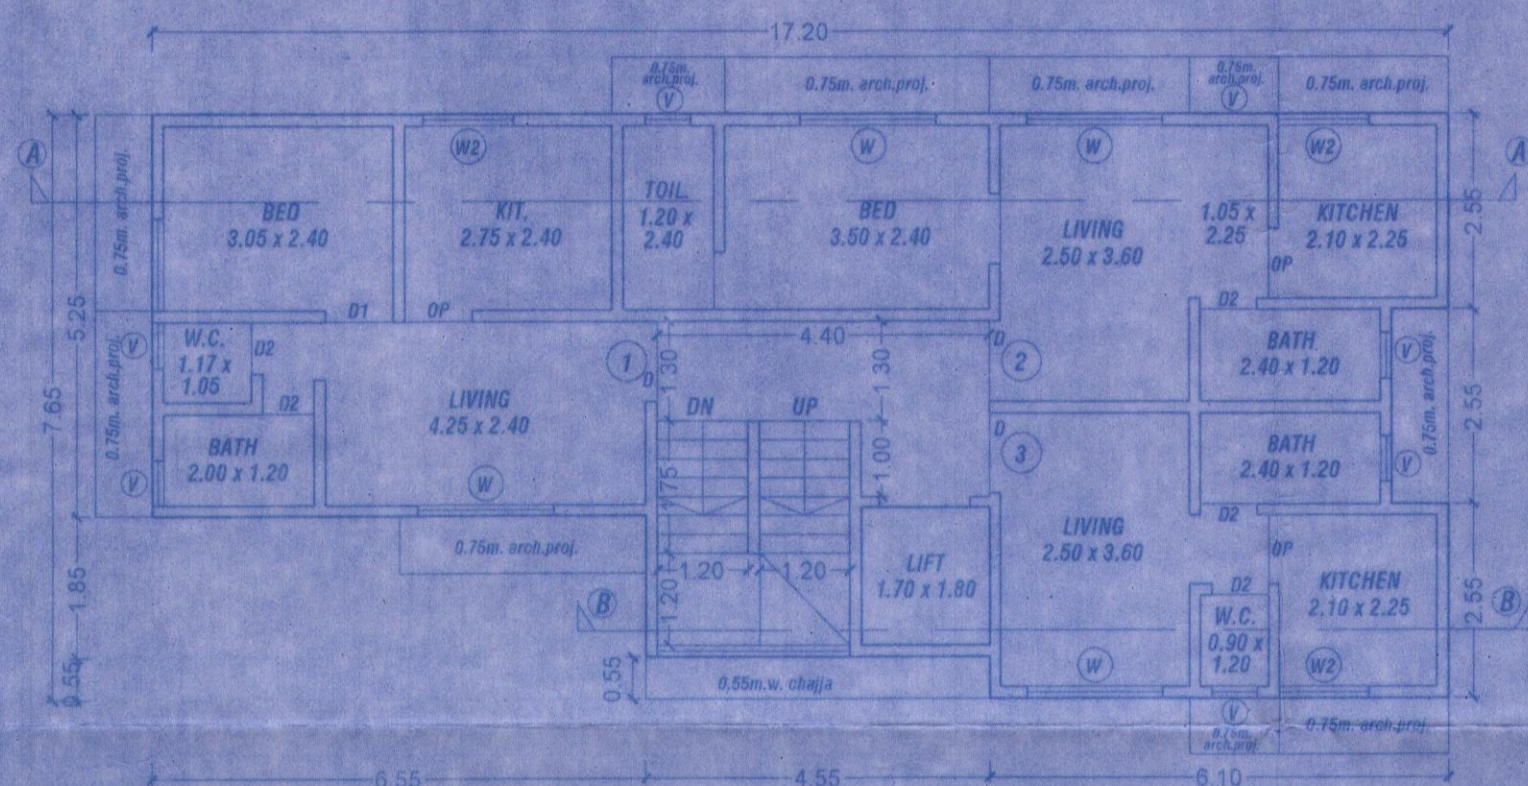 17.20
0.75m.
arch.proj.
V
0.75m. arch.proj.
0.75m. arch.proj.
0.75m.
arch.proj.
V
0.75m. arch.proj.
A
A
0.75m. arch.proj.
W2
W
W
W2
BED
3.05 x 2.40
KIT.
2.75 x 2.40
TOIL.
1.20 x
2.40
BED
3.50 x 2.40
LIVING
2.50 x 3.60
1.05 x
2.25
KITCHEN
2.10 x 2.25
2.55
OP
D1
OP
D2
5.25
7.65
0.75m. arch.proj.
V
W.C.
1.17 x
1.05
D2
1
D
1.30
4.40
1.30
D
2
BATH
2.40 x 1.20
V
0.75m. arch.proj.
2.55
D2
LIVING
4.25 x 2.40
DN
UP
BATH
2.00 x 1.20
V
W
1.75
1.00
D
3
BATH
2.40 x 1.20
V
D2
LIVING
2.50 x 3.60
OP
0.75m. arch.proj.
1.20
1.20
1.20
LIFT
1.70 x 1.80
D2
KITCHEN
2.10 x 2.25
2.55
1.85
B
B
W.C.
0.90 x
1.20
W
W2
0.55
0.55
0.55m.w. chajja
V
0.75m.
arch.proj.
0.75m. arch.proj.
6.55
4.55
6.10